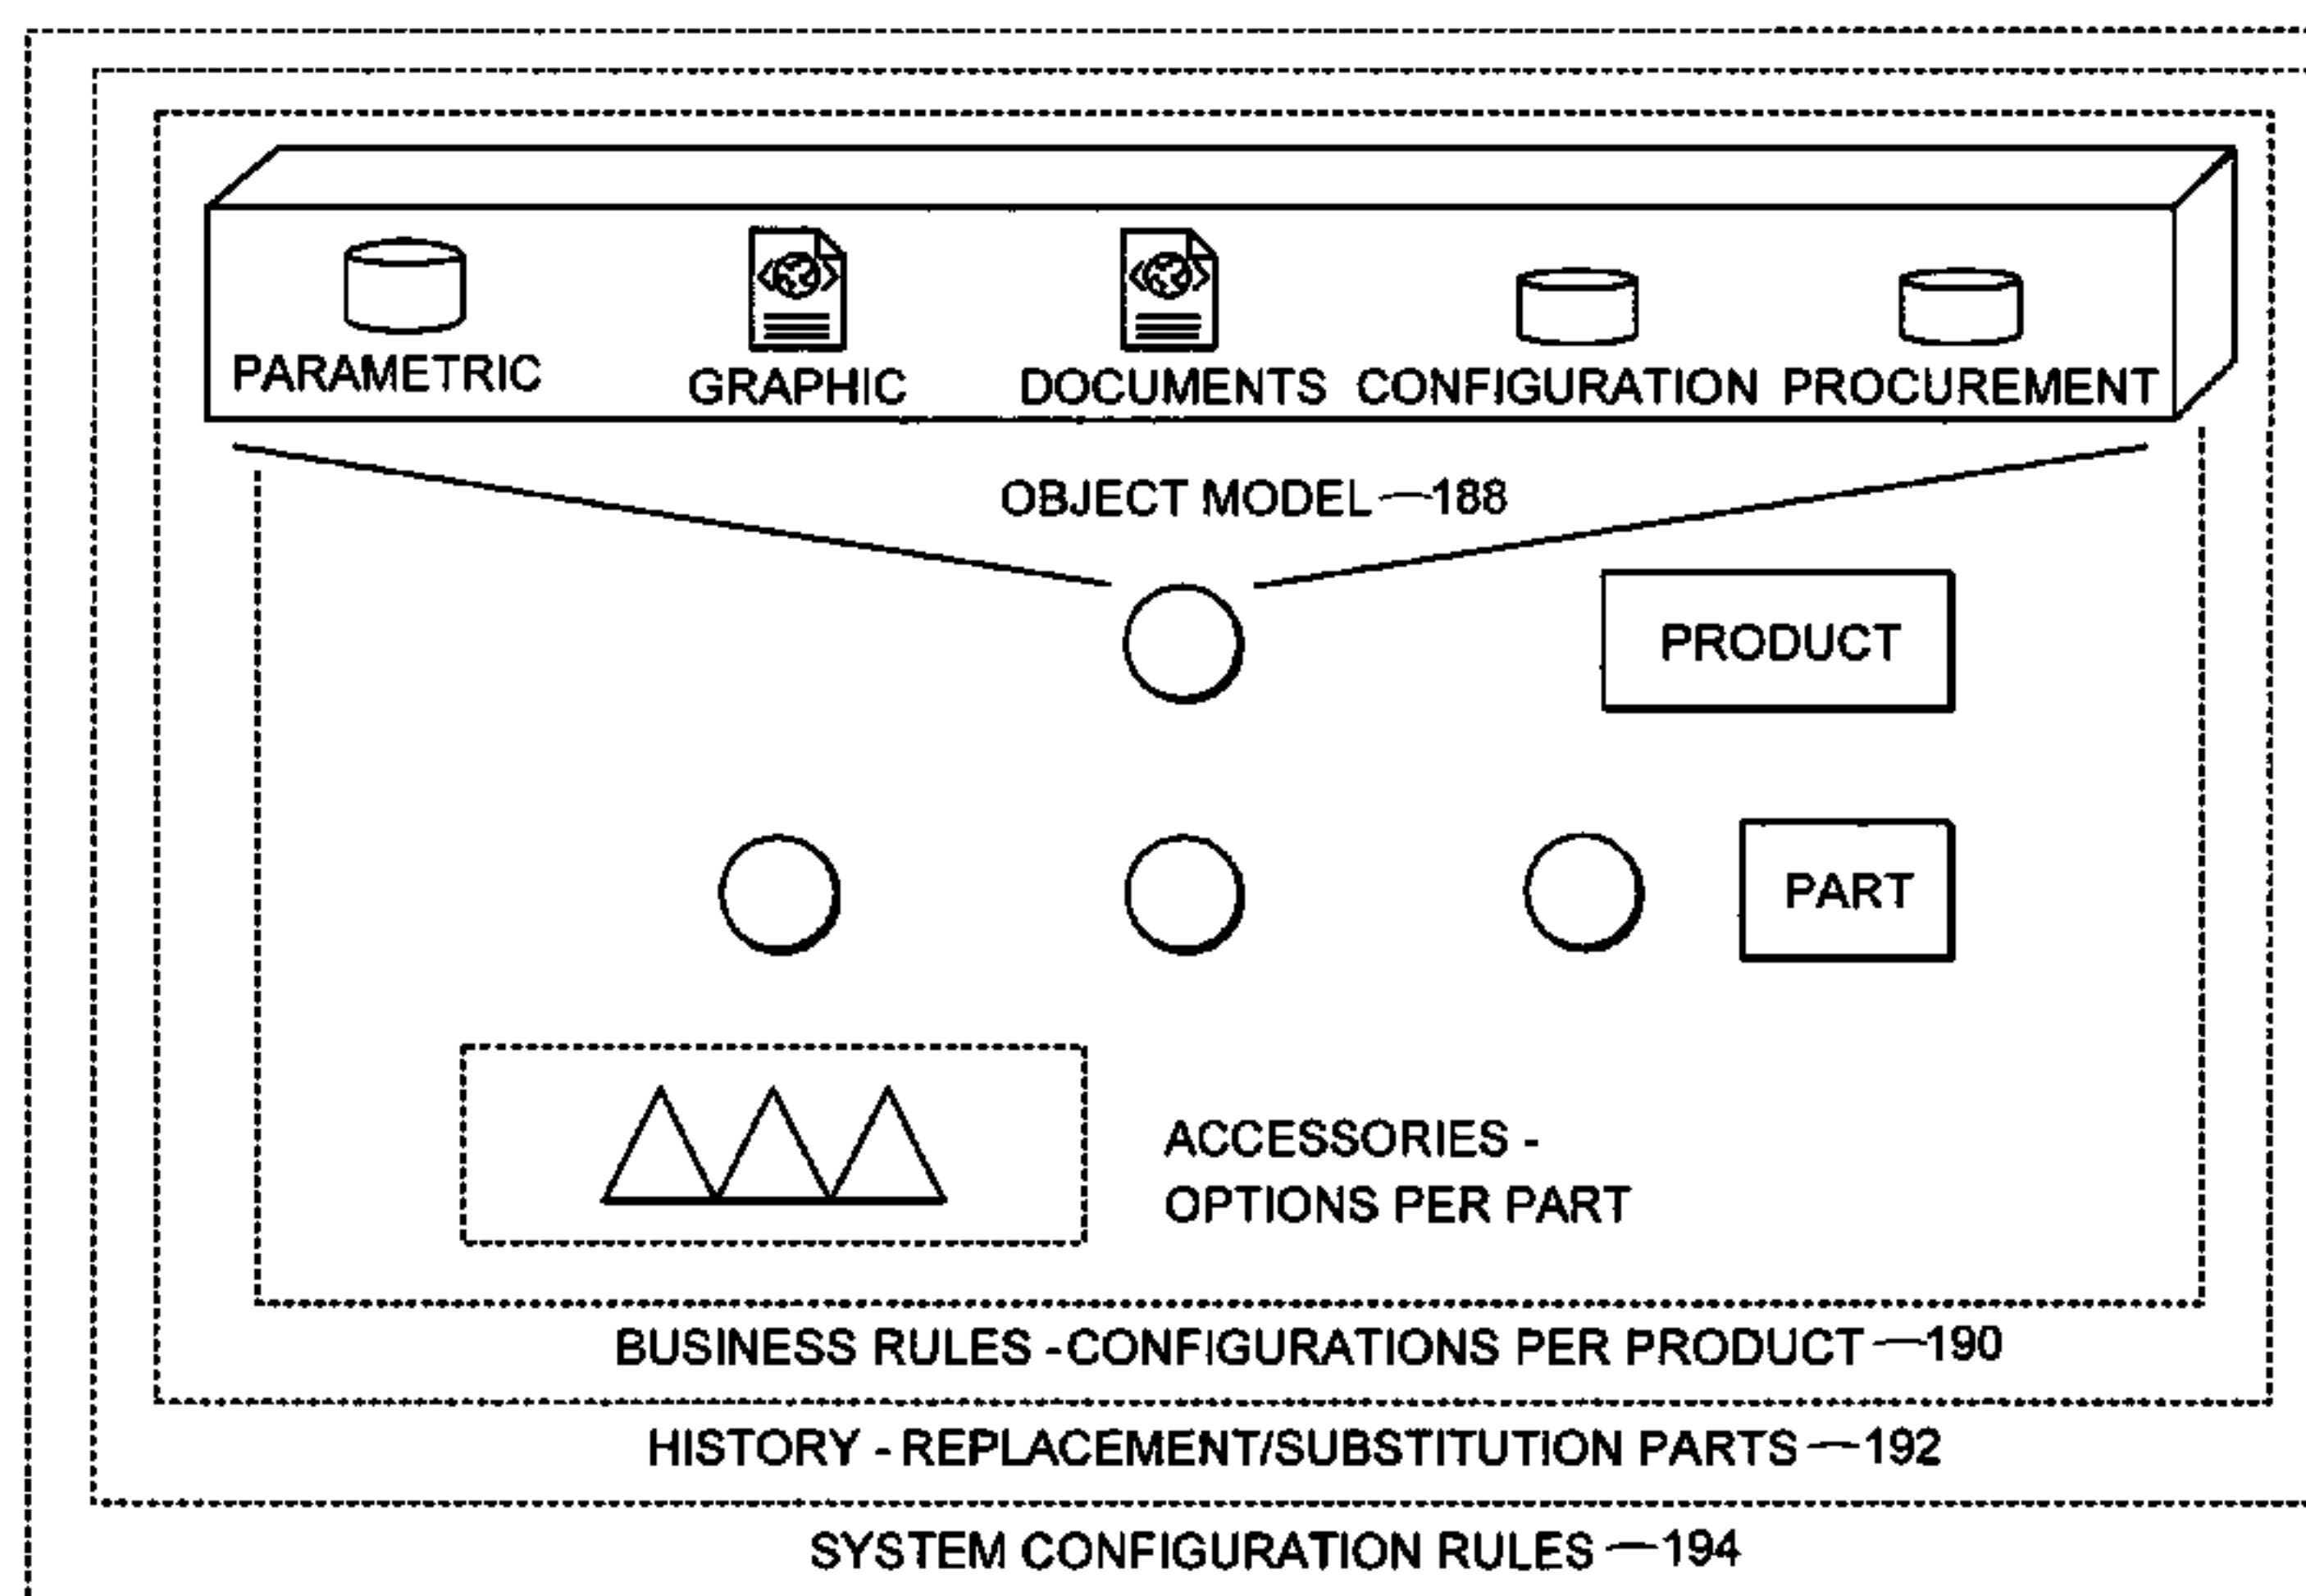 PARAMETRIC
GRAPHIC
DOCUMENTS
CONFIGURATION
PROCUREMENT
OBJECT MODEL 188
PRODUCT
PART
ACCESSORIES -
OPTIONS PER PART
BUSINESS RULES - CONFIGURATIONS PER PRODUCT 190
HISTORY - REPLACEMENT/SUBSTITUTION PARTS 192
SYSTEM CONFIGURATION RULES 194